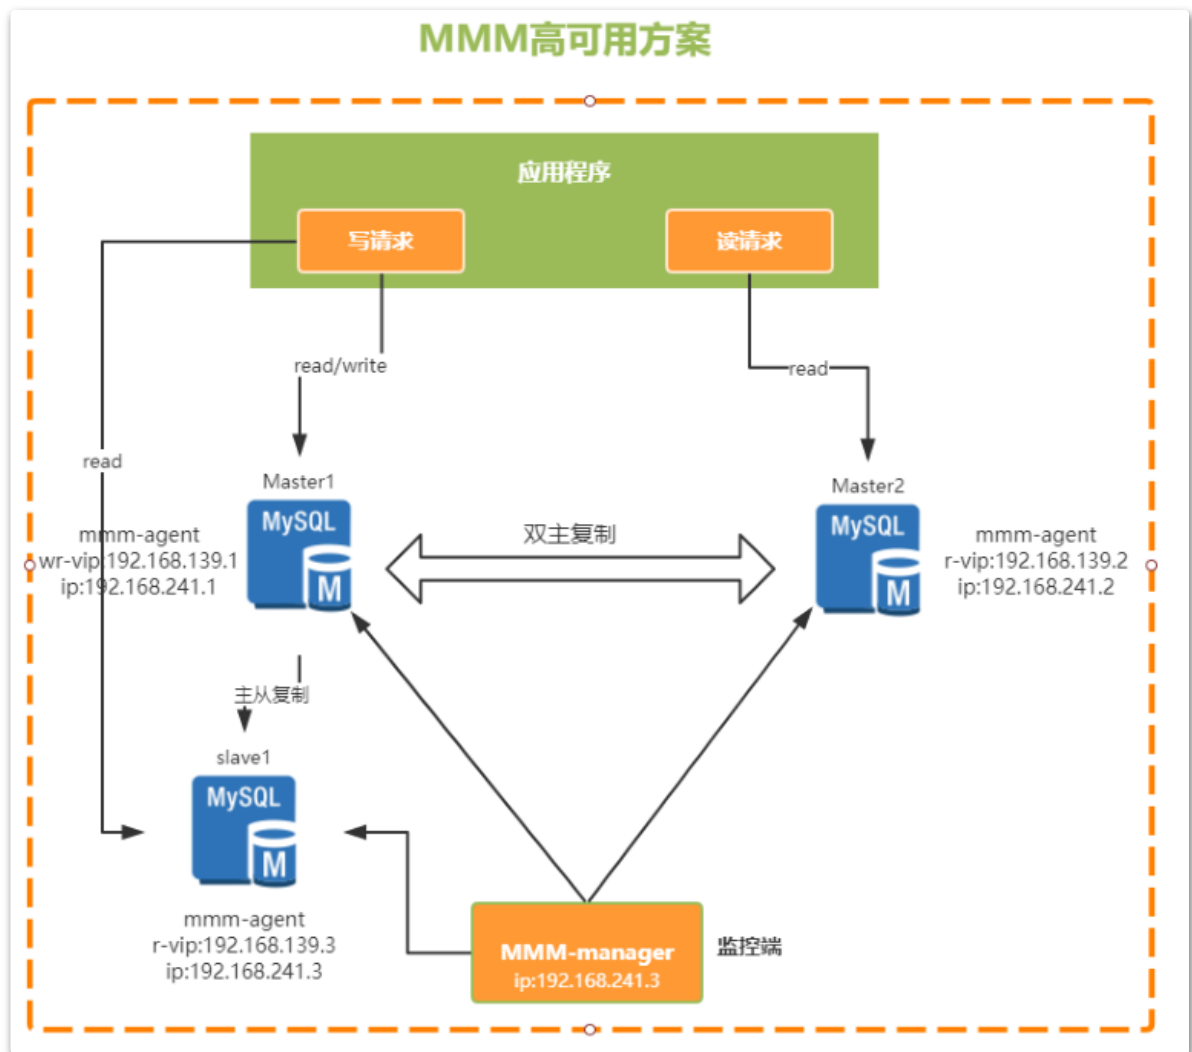 MMM高可用方案
应用程序
写请求
读请求
read/write
read
read
Master1
MySQL
M
mmm-agent
wr-vip:192.168.139.1
ip:192.168.241.1
双主复制
Master2
MySQL
M
mmm-agent
r-vip:192.168.139.2
ip:192.168.241.2
主从复制
slave1
MySQL
M
mmm-agent
r-vip:192.168.139.3
ip:192.168.241.3
MMM-manager
ip:192.168.241.3
监控端